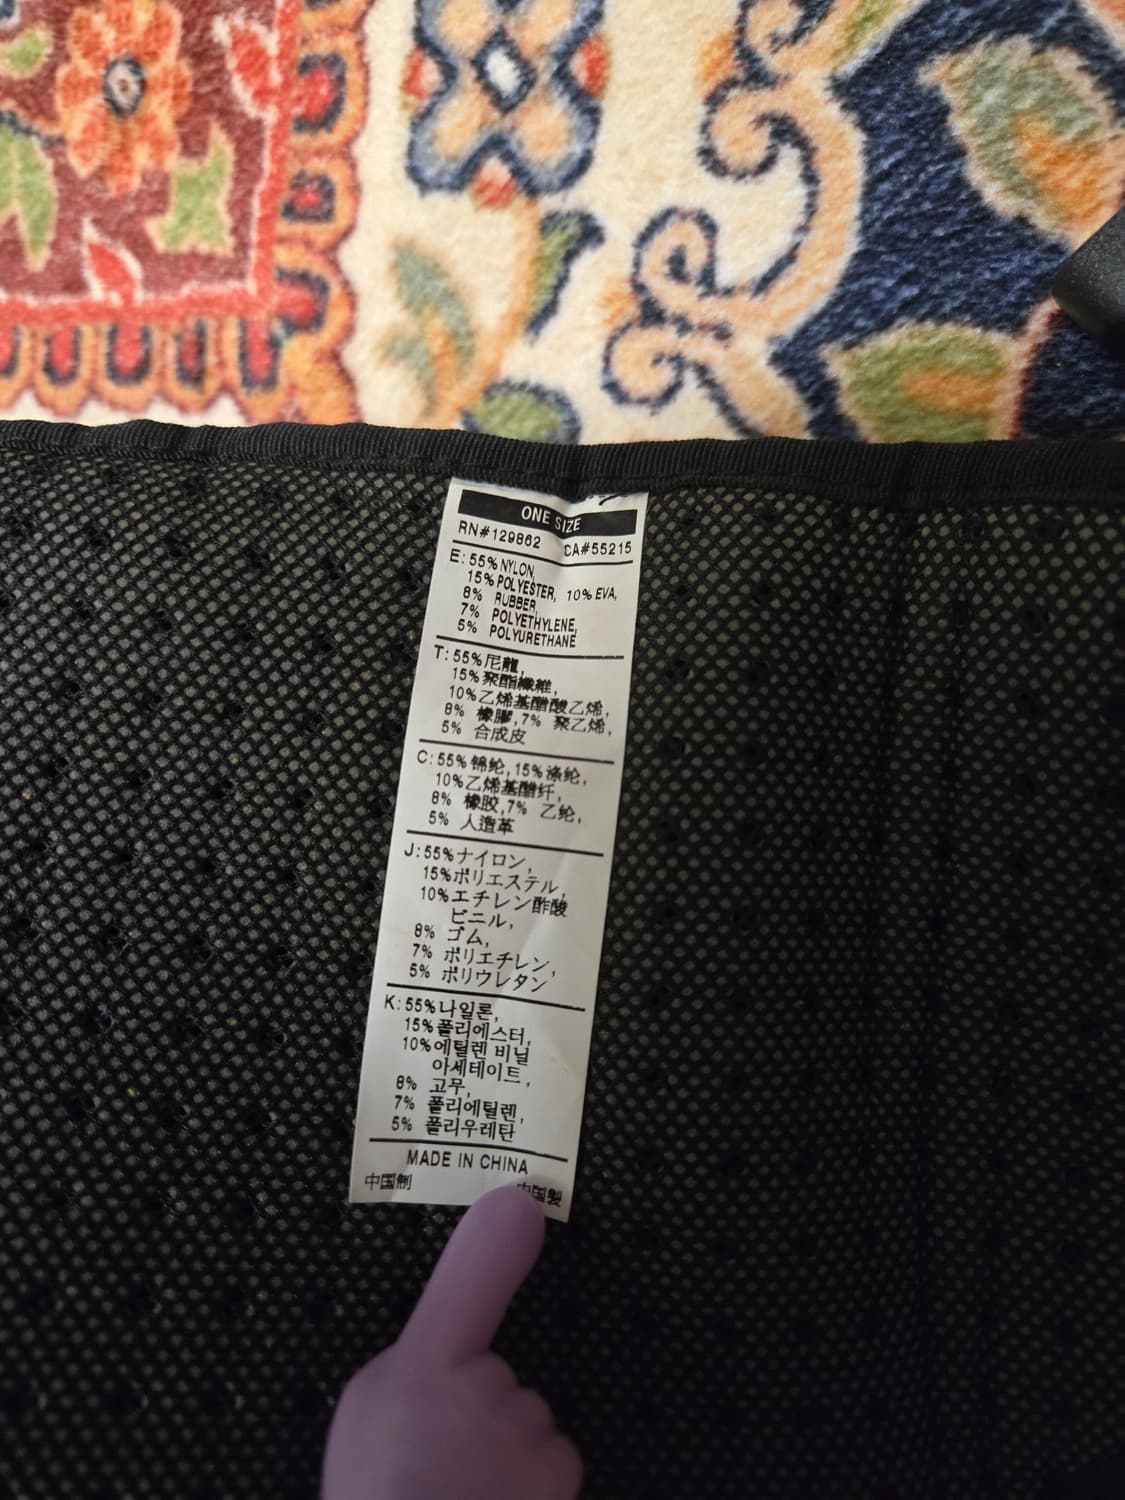 ONE SIZE
RN#129862 CA#55215
E: 55% NYLON,
15% POLYESTER, 10% EVA,
8% RUBBER,
7% POLYETHYLENE,
5% POLYURETHANE
T: 55%尼龍,
15%聚酯纖維,
10%乙烯基醋酸乙烯,
8% 橡膠,7% 聚乙烯,
5% 合成皮
C: 55%锦纶,15%涤纶,
10%乙烯基醋纤,
8% 橡胶,7% 乙纶,
5% 人造革
J: 55%ナイロン,
15%ポリエステル,
10%エチレン酢酸
ビニル,
8% ゴム,
7% ポリエチレン,
5% ポリウレタン
K: 55%나일론,
15%폴리에스터,
10%에틸렌 비닐
아세테이트,
8% 고무,
7% 폴리에틸렌,
5% 폴리우레탄
MADE IN CHINA
中国制 中国製